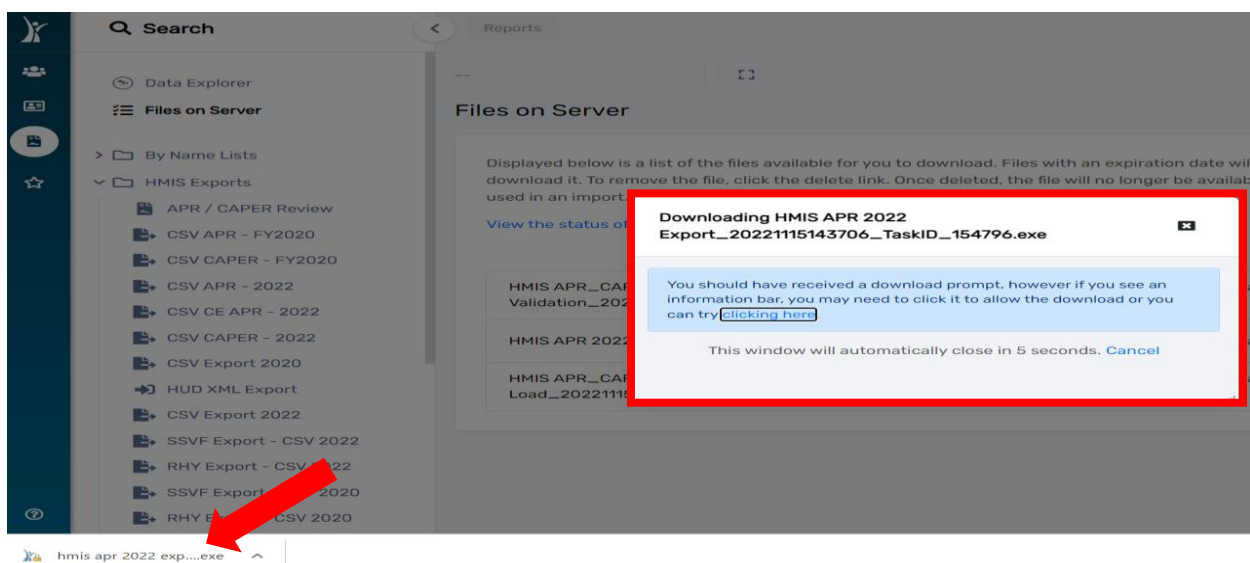 Search
Reports
Data Explorer
--
Files on Server
Files on Server
By Name Lists
Displayed below is a list of the files available for you to download. Files with an expiration date
HMIS Exports
download it. To remove the file, click the delete link. Once deleted, the file will no longer be
used in an import.
APR / CAPER Review
View the status of
CSV APR - FY2020
CSV CAPER - FY2020
CSV APR - 2022
CSV CE APR - 2022
CSV CAPER - 2022
CSV Export 2020
HUD XML Export
CSV Export 2022
SSVF Export - CSV 2022
RHY Export - CSV 2022
SSVF Export 2020
RHY CSV 2020
HMIS
Validation_202
HMIS APR 2022
HMIS
Load_2022111
Downloading HMIS APR 2022
Export_20221115143706_TaskID_154796.exe
You should have received a download prompt, however if you see an
information bar, you may need to click it to allow the download or you
can try clicking here
This window will automatically close in 5 seconds. Cancel
hmis apr 2022 exp....exe